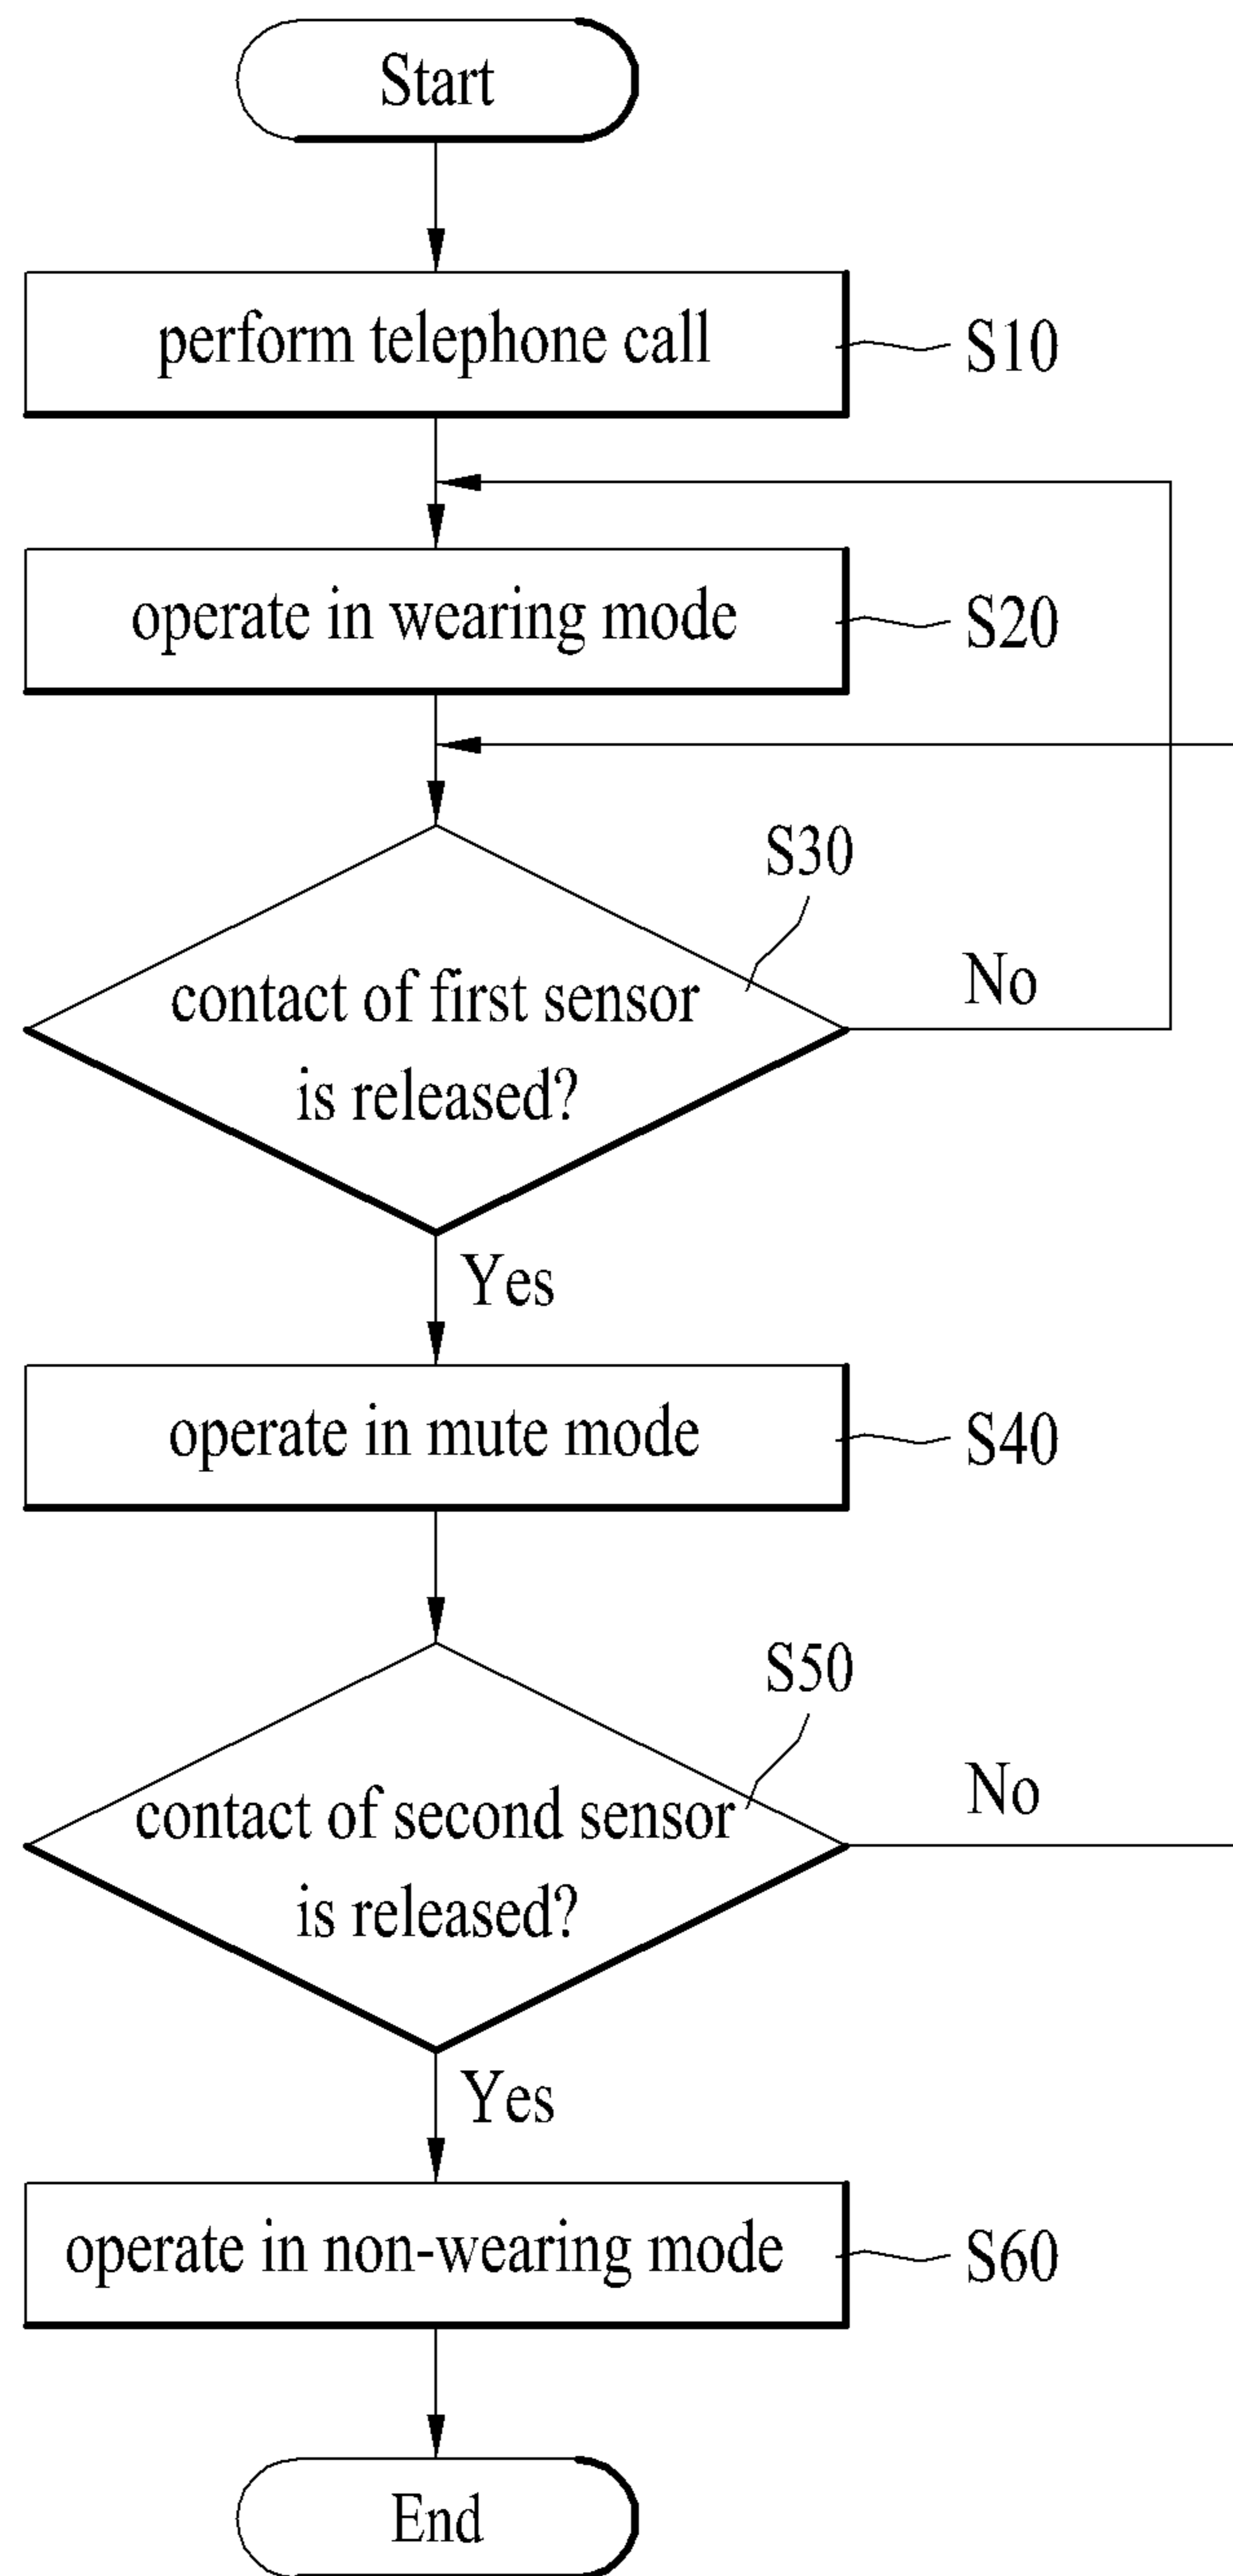 Start
perform telephone call
S10
operate in wearing mode
S20
S30
contact of first sensor
is released?
No
Yes
operate in mute mode
S40
S50
contact of second sensor
is released?
No
Yes
operate in non-wearing mode
S60
End